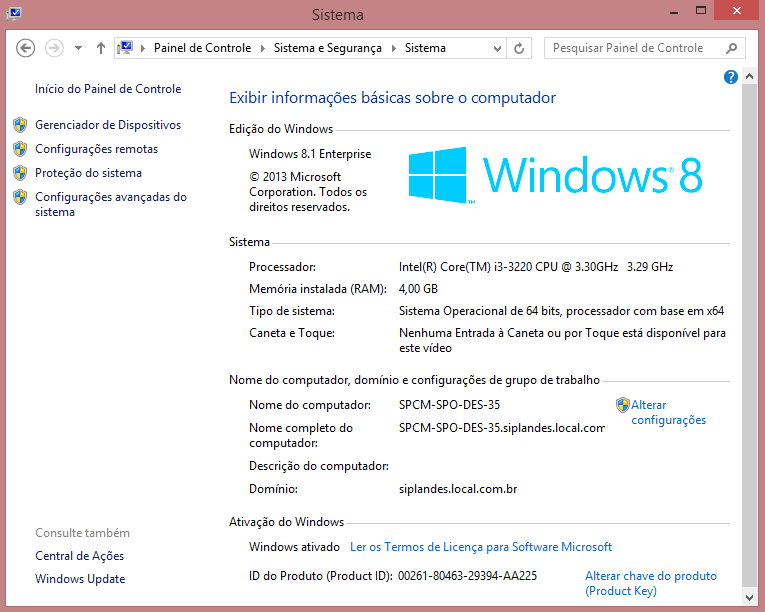 Sistema
Painel de Controle
Sistema e Segurança
Sistema
Pesquisar Painel de Controle
Início do Painel de Controle
Gerenciador de Dispositivos
Configurações remotas
Proteção do sistema
Configurações avançadas do
sistema
Consulte também
Central de Ações
Windows Update
?
Exibir informações básicas sobre o computador
Edição do Windows
Windows 8.1 Enterprise
© 2013 Microsoft
Corporation. Todos os
direitos reservados.
™ Windows® 8
Sistema
Processador: Intel(R) Core(TM) i3-3220 CPU @ 3.30GHz 3.29 GHz
Memória instalada (RAM): 4,00 GB
Tipo de sistema: Sistema Operacional de 64 bits, processador com base em x64
Caneta e Toque: Nenhuma Entrada à Caneta ou por Toque está disponível para
este vídeo
Nome do computador, domínio e configurações de grupo de trabalho
Nome do computador: SPCM-SPO-DES-35 Alterar
configurações
Nome completo do SPCM-SPO-DES-35.siplandes.local.com
computador:
Descrição do computador:
Domínio: siplandes.local.com.br
Ativação do Windows
Windows ativado Ler os Termos de Licença para Software Microsoft
ID do Produto (Product ID): 00261-80463-29394-AA225 Alterar chave do produto
(Product Key)